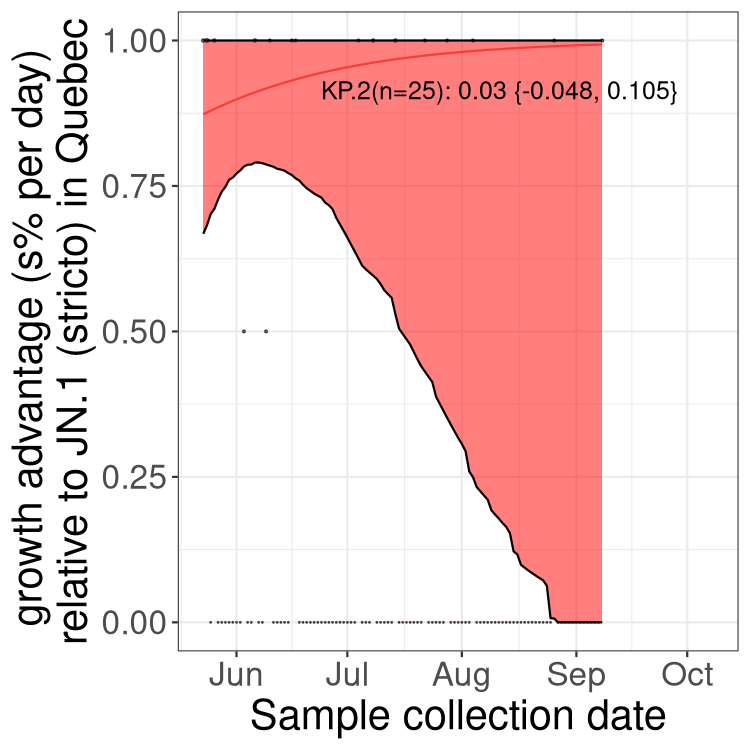 growth advantage (s% per day)
relative to JN.1 (stricto) in Quebec
1.00
0.75
0.50
0.25
0.00
KP.2(n=25): 0.03 {-0.048, 0.105}
Jun Jul Aug Sep Oct
Sample collection date